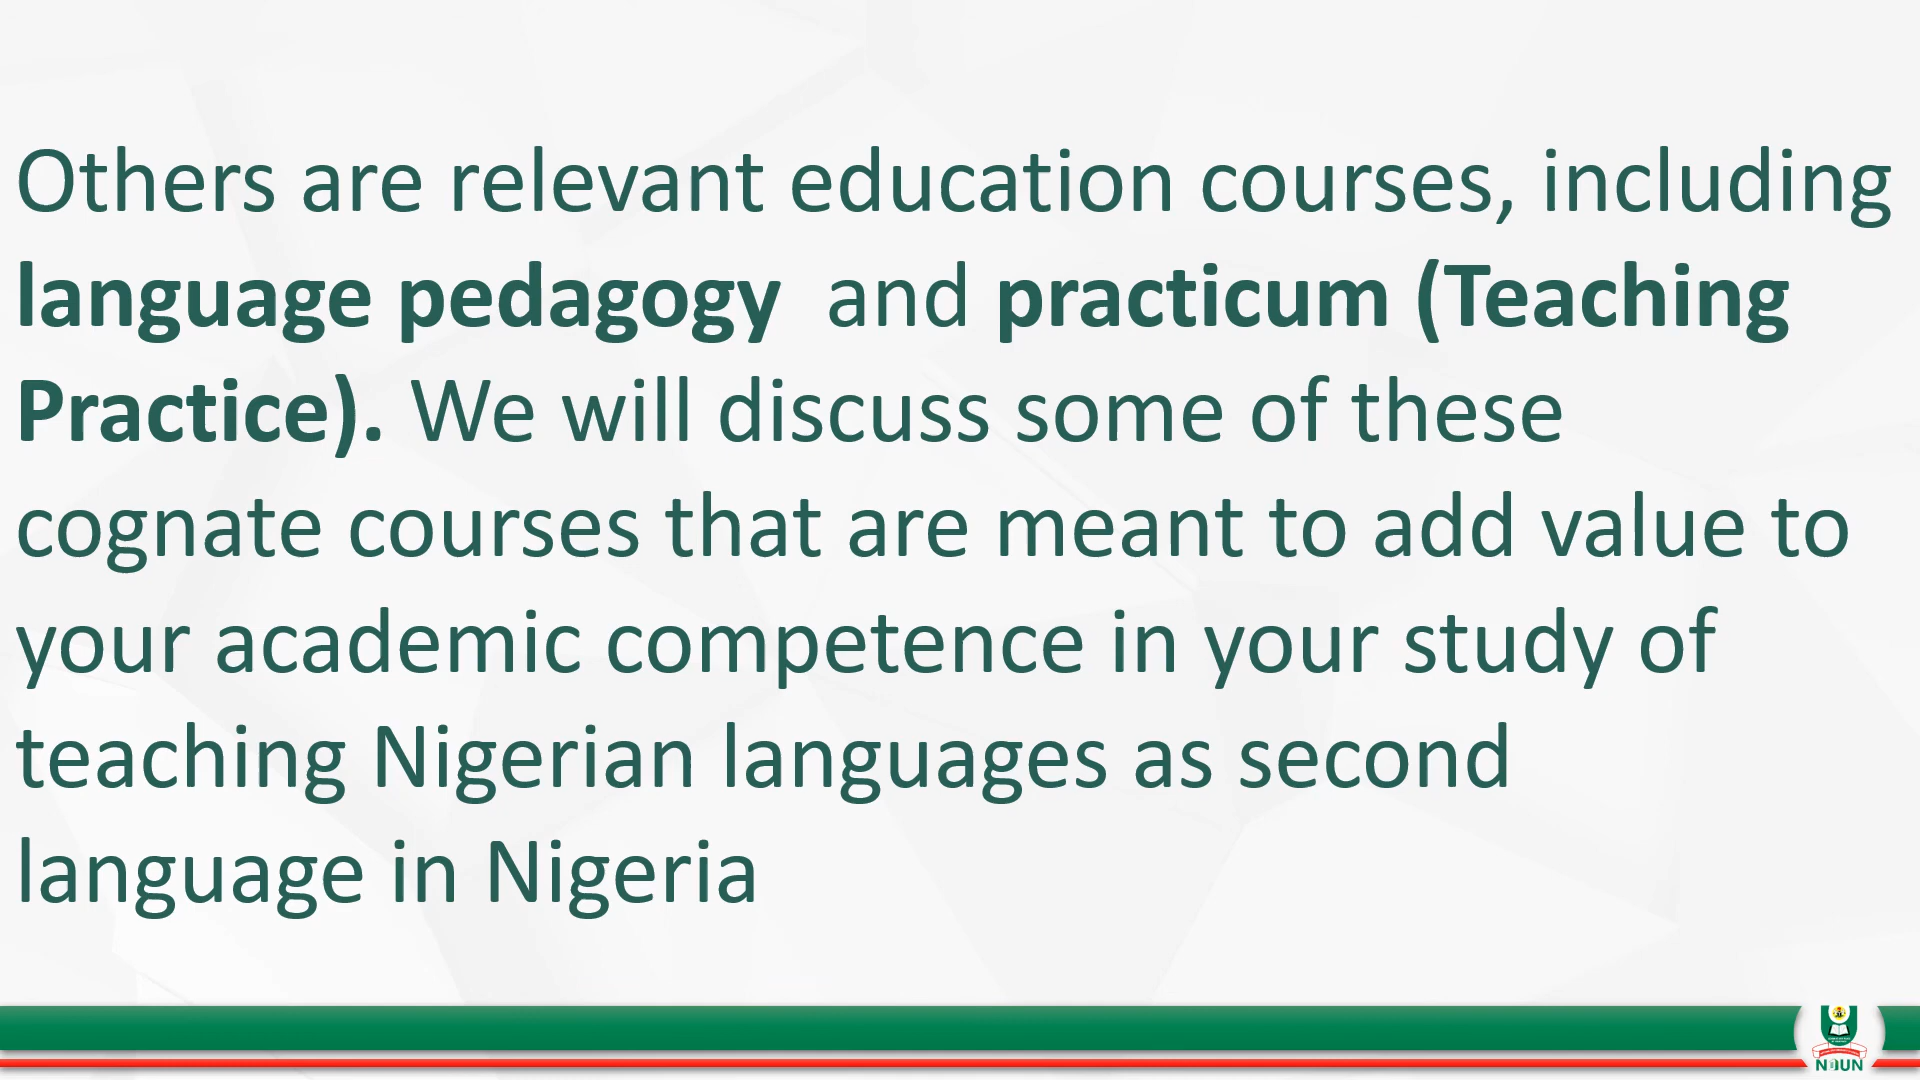 Others are relevant education courses, including
language pedagogy  and practicum (Teaching
Practice). We will discuss some of these
cognate courses that are meant to add value to
your academic competence in your study of
teaching Nigerian languages as second
language in Nigeria
NOUN